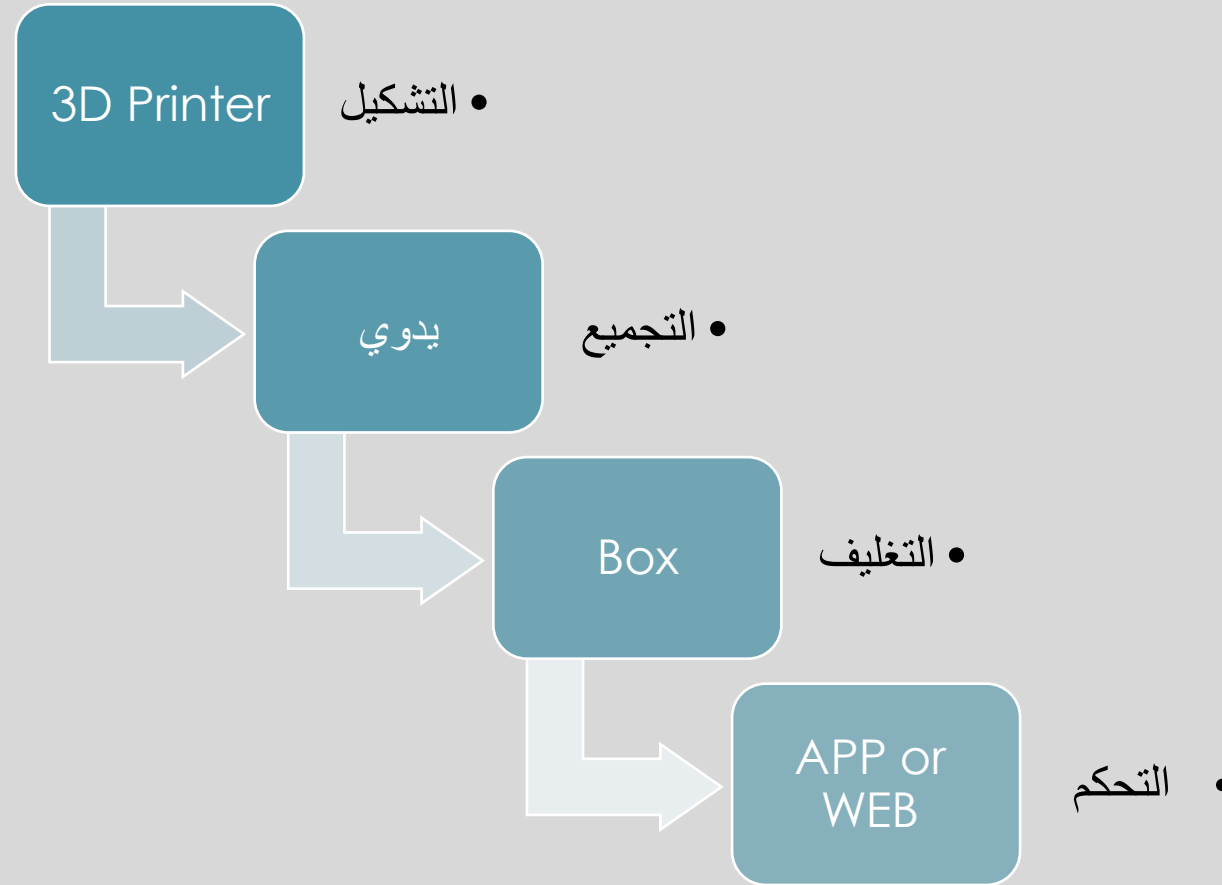 3D Printer
• التشكيل
يدوي
• التجميع
Box
• التغليف
APP or
WEB
• التحكم